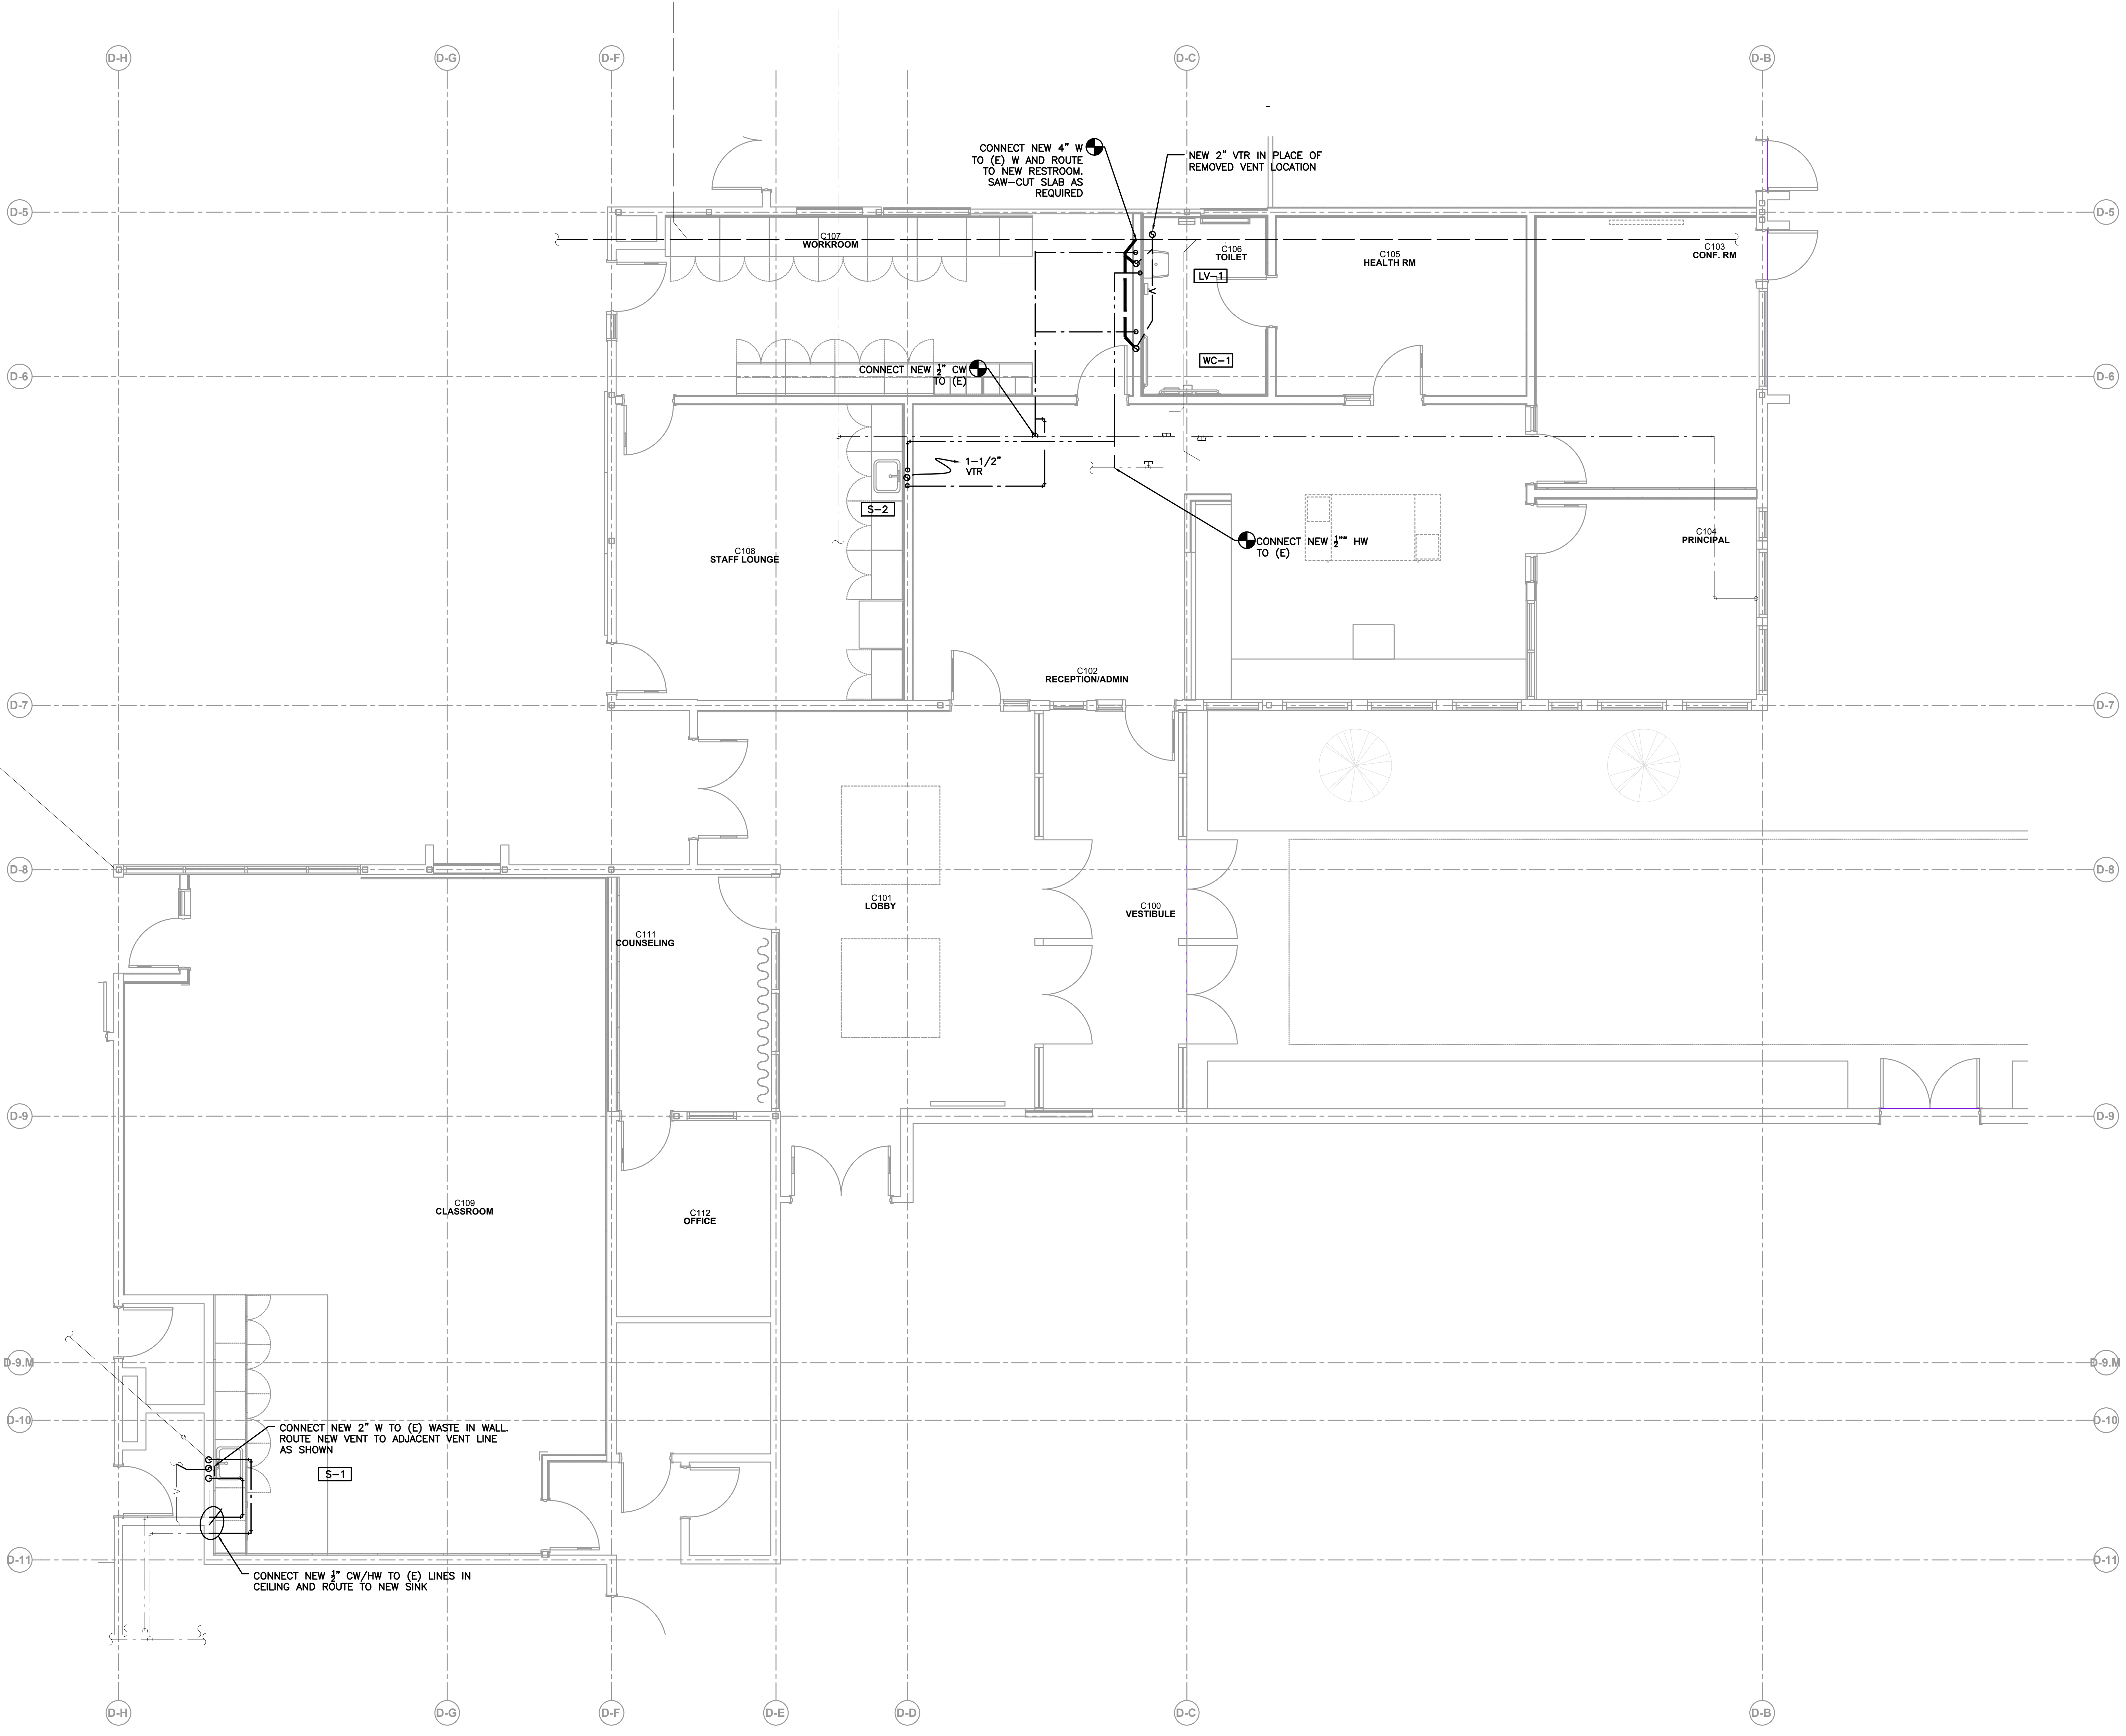 D-H
D-G
D-F
D-C
D-B
CONNECT NEW 4" W
TO (E) W AND ROUTE
TO NEW RESTROOM.
SAW-CUT SLAB AS
REQUIRED
NEW 2" VTR IN PLACE OF
REMOVED VENT LOCATION
D-5
D-5
C107
WORKROOM
C106
TOILET
LV-1
C105
HEALTH RM
C103
CONF. RM
V
WC-1
CONNECT NEW ½" CW
TO (E)
D-6
D-6
1-1/2"
VTR
S-2
CONNECT NEW ½"" HW
TO (E)
C108
STAFF LOUNGE
C104
PRINCIPAL
C102
RECEPTION/ADMIN
D-7
D-7
D-8
D-8
C101
LOBBY
C100
VESTIBULE
C111
COUNSELING
D-9
D-9
C109
CLASSROOM
C112
OFFICE
D-9.M
D-9.M
D-10
D-10
CONNECT NEW 2" W TO (E) WASTE IN WALL.
ROUTE NEW VENT TO ADJACENT VENT LINE
AS SHOWN
S-1
V
D-11
D-11
CONNECT NEW ½" CW/HW TO (E) LINES IN
CEILING AND ROUTE TO NEW SINK
D-H
D-G
D-F
D-E
D-D
D-C
D-B